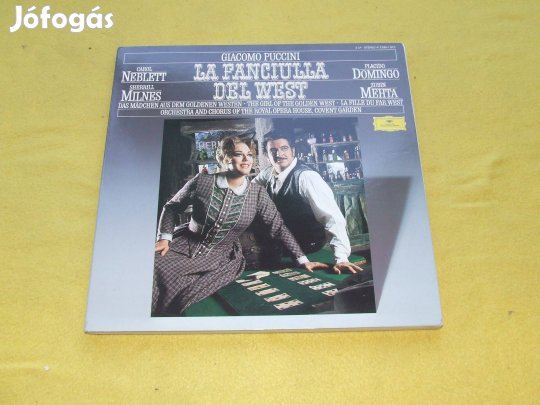 Jófogás
GIACOMO PUCCINI
CAROL
NEBLETT
SHERRILL
MILNES
LA FANCIULLA
DEL WEST
PLACIDO
DOMINGO
ZUBIN
MEHTA
DAS MÄDCHEN AUS DEM GOLDENEN WESTEN · THE GIRL OF THE GOLDEN WEST · LA FILLE DU FAR WEST
ORCHESTRA AND CHORUS OF THE ROYAL OPERA HOUSE, COVENT GARDEN